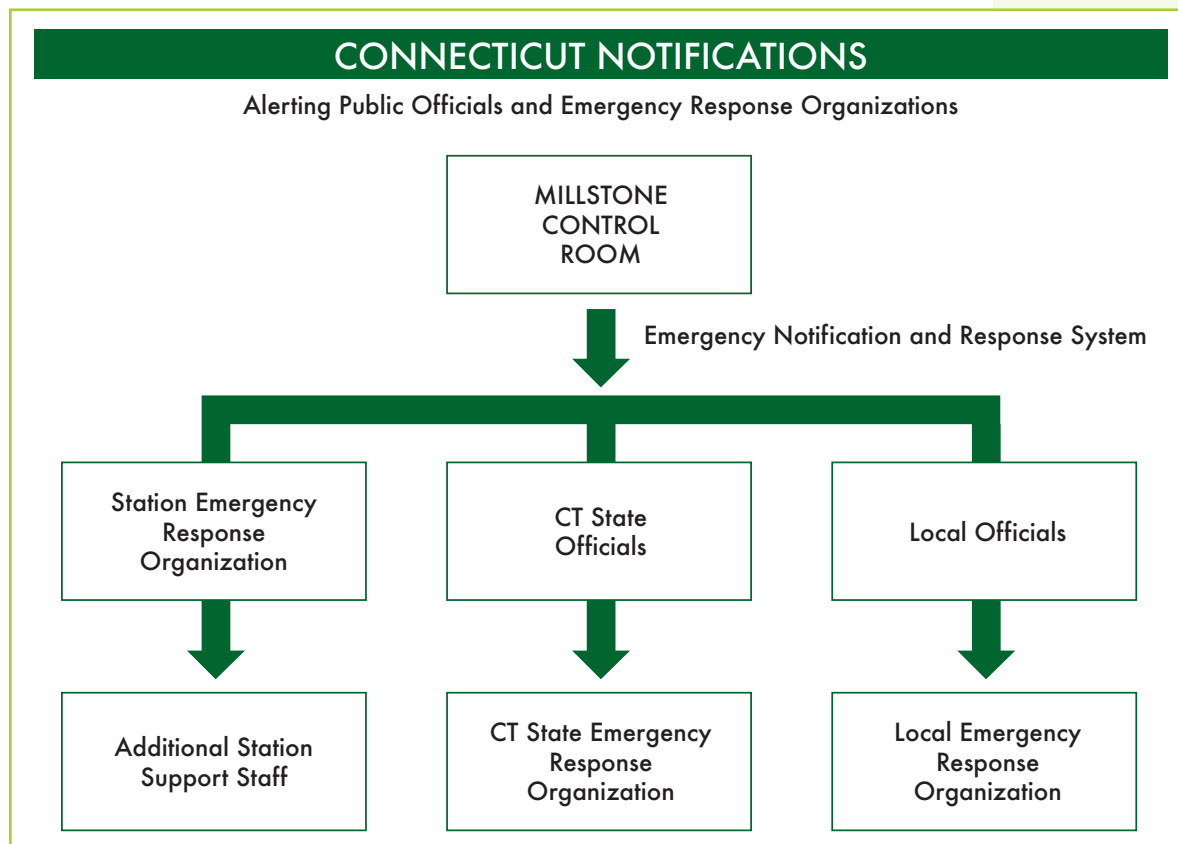 CONNECTICUT NOTIFICATIONS
Alerting Public Officials and Emergency Response Organizations
MILLSTONE
CONTROL
ROOM
Emergency Notification and Response System
Station Emergency
Response
Organization
CT State
Officials
Local Officials
Additional Station
Support Staff
CT State Emergency
Response
Organization
Local Emergency
Response
Organization